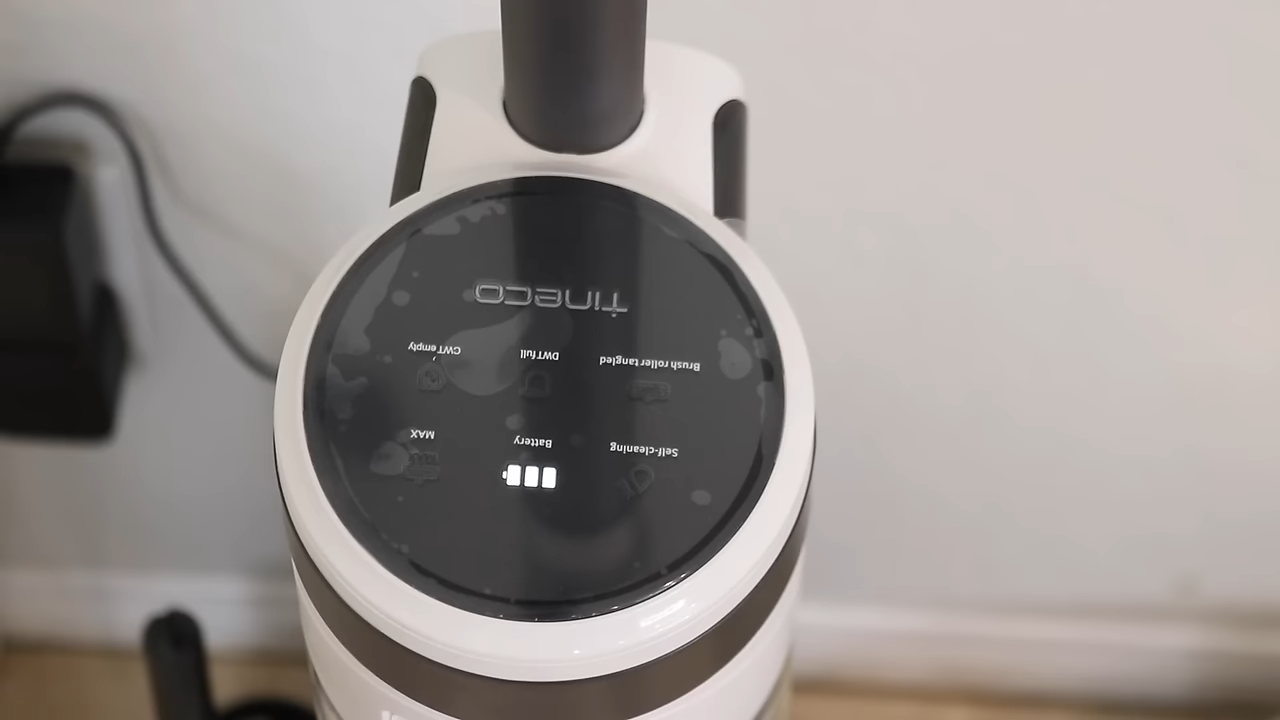 Self-cleaning
Battery
MAX
Brush roller tangled
DWT full
CWT empty
tineco